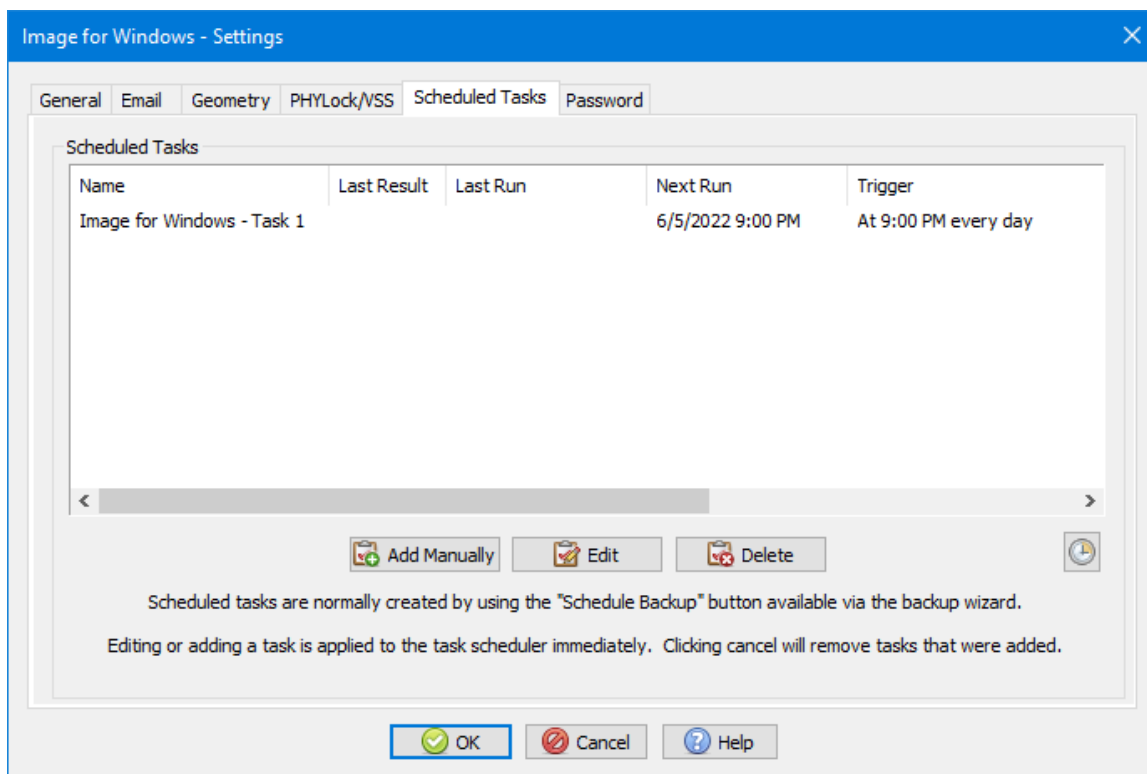 Image for Windows - Settings
General Email Geometry PHYLock/VSS Scheduled Tasks Password
Scheduled Tasks
Name Last Result Last Run Next Run Trigger
Image for Windows - Task 1 6/5/2022 9:00 PM At 9:00 PM every day
Add Manually Edit Delete
Scheduled tasks are normally created by using the "Schedule Backup" button available via the backup wizard.
Editing or adding a task is applied to the task scheduler immediately.  Clicking cancel will remove tasks that were added.
OK Cancel Help